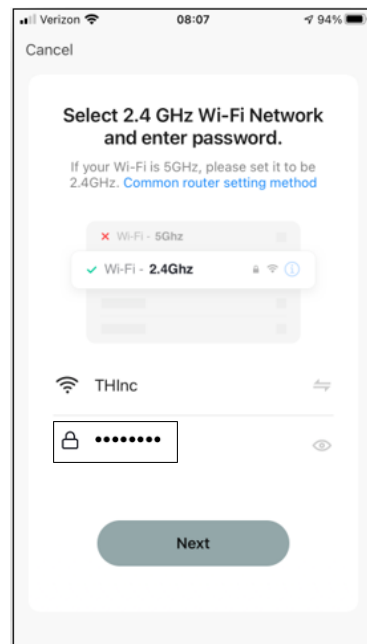 Verizon 08:07 94%
Cancel
Select 2.4 GHz Wi-Fi Network
and enter password.
If your Wi-Fi is 5GHz, please set it to be
2.4GHz. Common router setting method
Wi-Fi - 5Ghz
Wi-Fi - 2.4Ghz
THInc
••••••••
Next